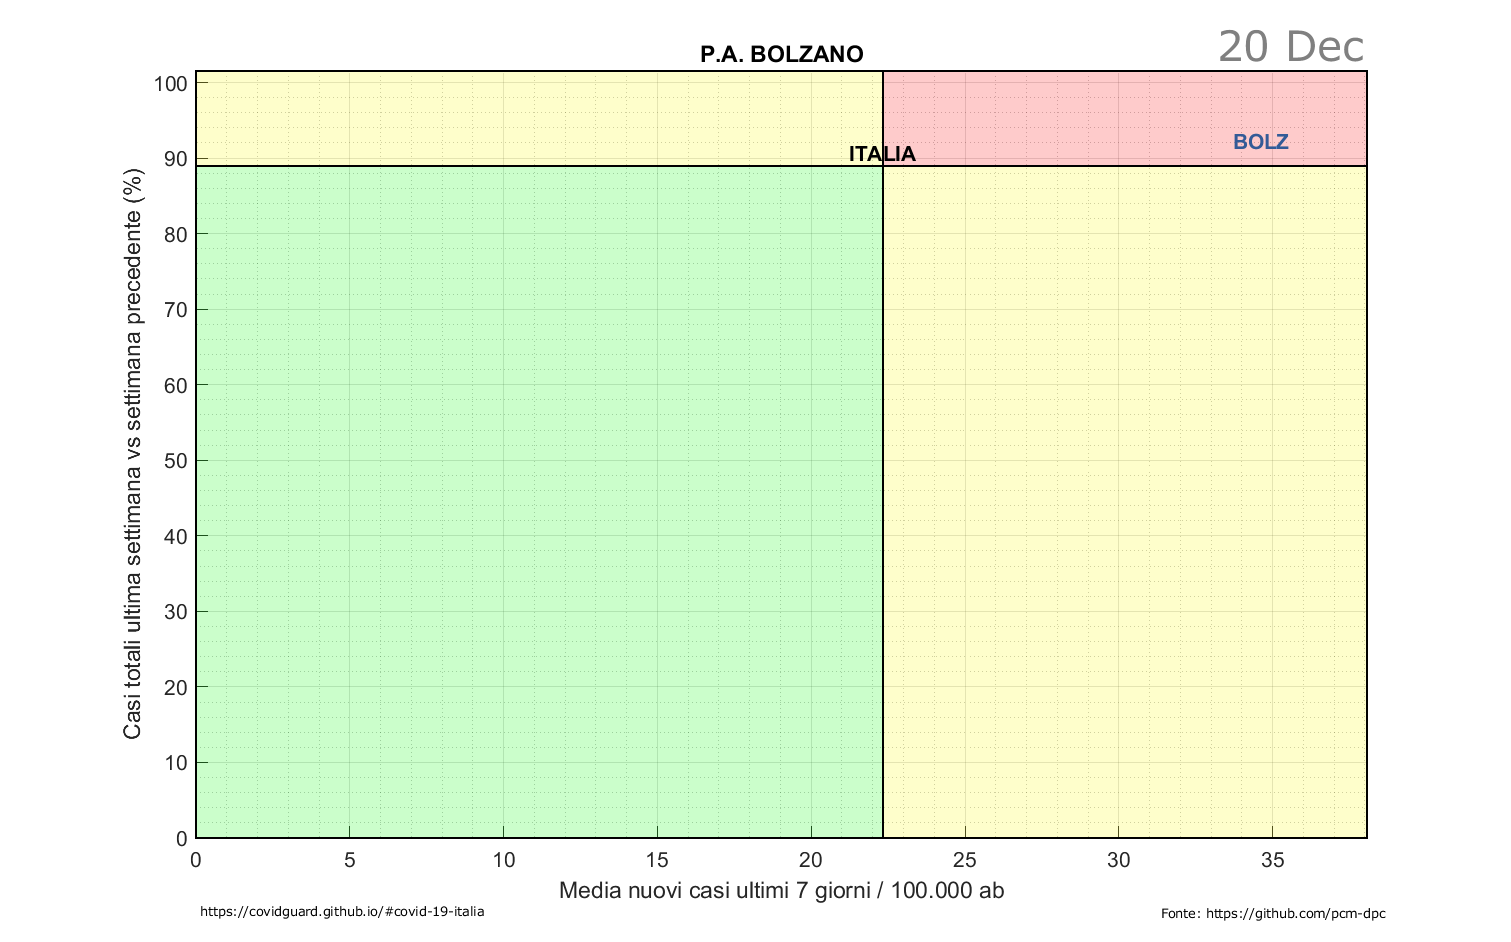 20 Dec
P.A. BOLZANO
100
90
80
70
60
50
40
30
20
10
0
Casi totali ultima settimana vs settimana precedente (%)
ITALIA
BOLZ
0 5 10 15 20 25 30 35
Media nuovi casi ultimi 7 giorni / 100.000 ab
https://covidguard.github.io/#covid-19-italia
Fonte: https://github.com/pcm-dpc